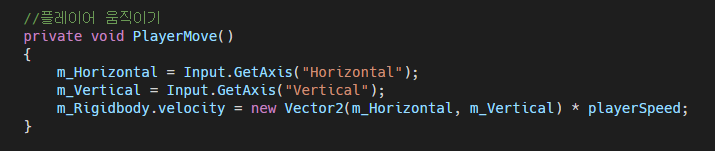 //플레이어 움직이기
private void PlayerMove()
{
m_Horizontal = Input.GetAxis("Horizontal");
m_Vertical = Input.GetAxis("Vertical");
m_Rigidbody.velocity = new Vector2(m_Horizontal, m_Vertical) * playerSpeed;
}